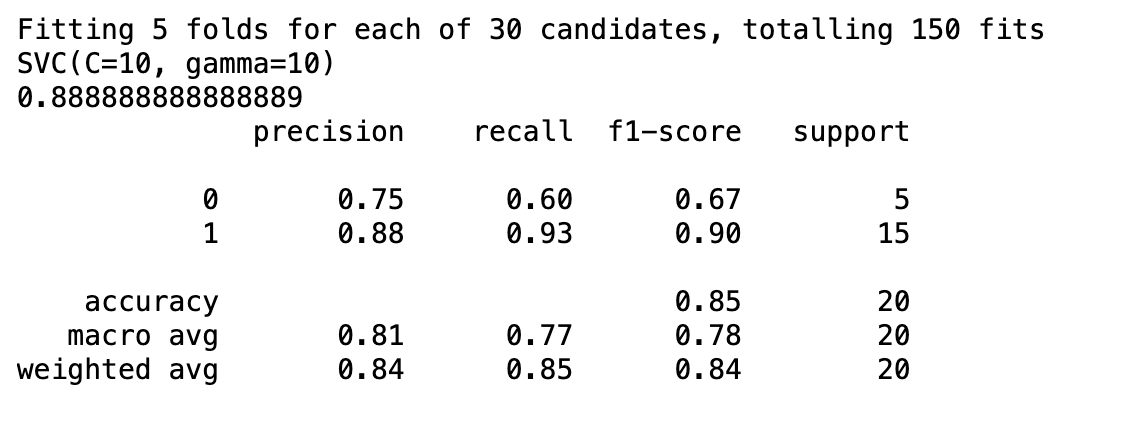 Fitting 5 folds for each of 30 candidates, totalling 150 fits
SVC(C=10, gamma=10)
0.888888888888889
precision recall f1-score support
0 0.75 0.60 0.67 5
1 0.88 0.93 0.90 15
accuracy 0.85 20
macro avg 0.81 0.77 0.78 20
weighted avg 0.84 0.85 0.84 20